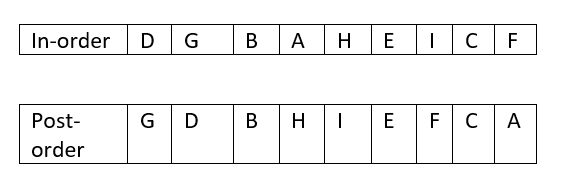 In-order D G B A H E I C F
Post-
order G D B H I E F C A